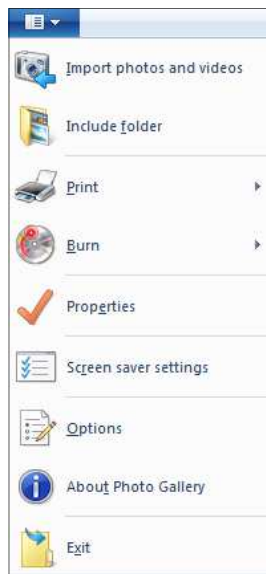 Import photos and videos
Include folder
Print
Burn
Properties
Screen saver settings
Options
About Photo Gallery
Exit